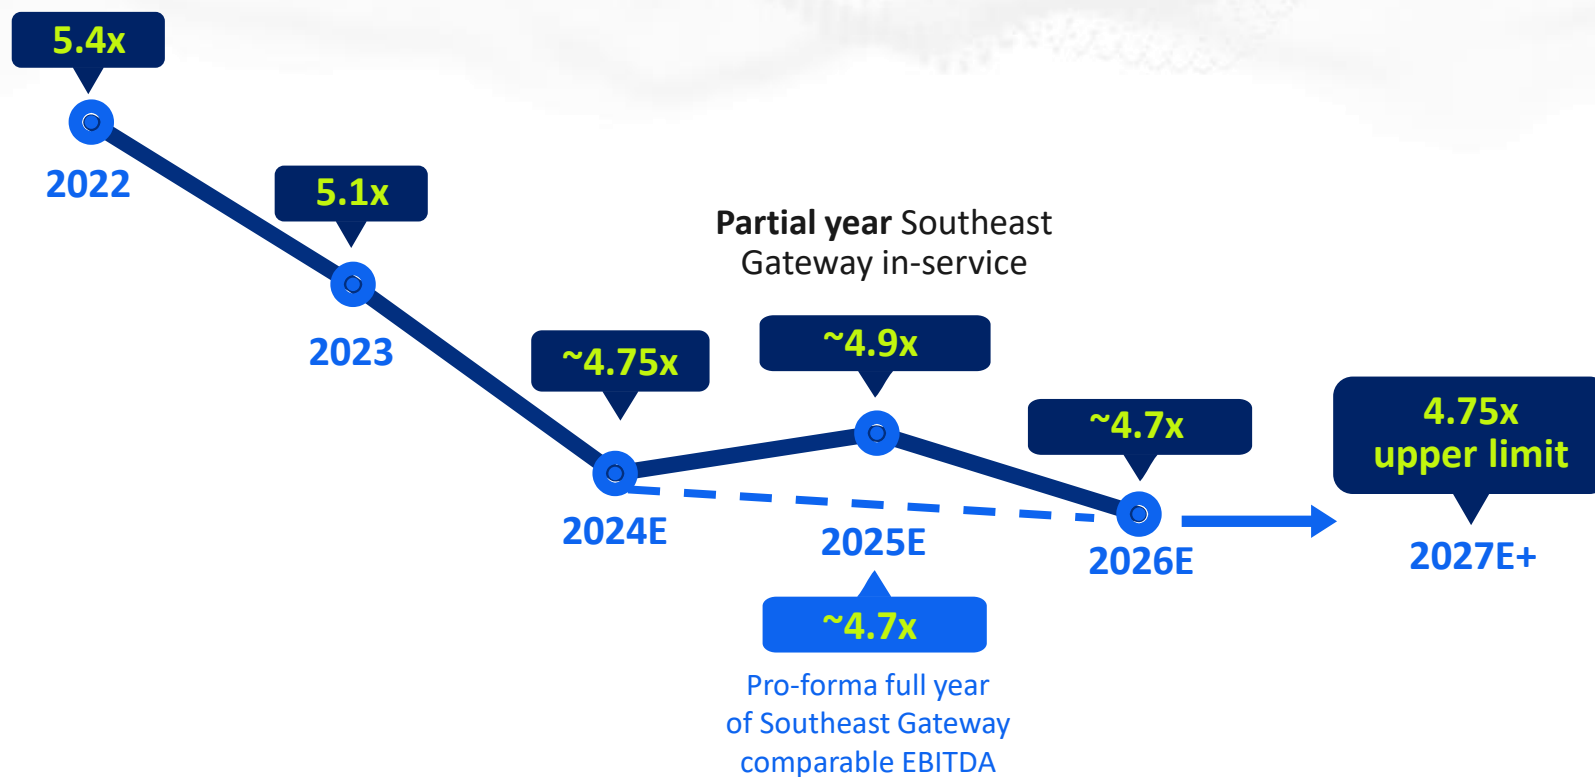 5.4x
2022
5.1x
2023
~4.75x
2024E
Partial year Southeast
Gateway in-service
~4.9x
2025E
~4.7x
Pro-forma full year
of Southeast Gateway
comparable EBITDA
~4.7x
2026E
4.75x
upper limit
2027E+